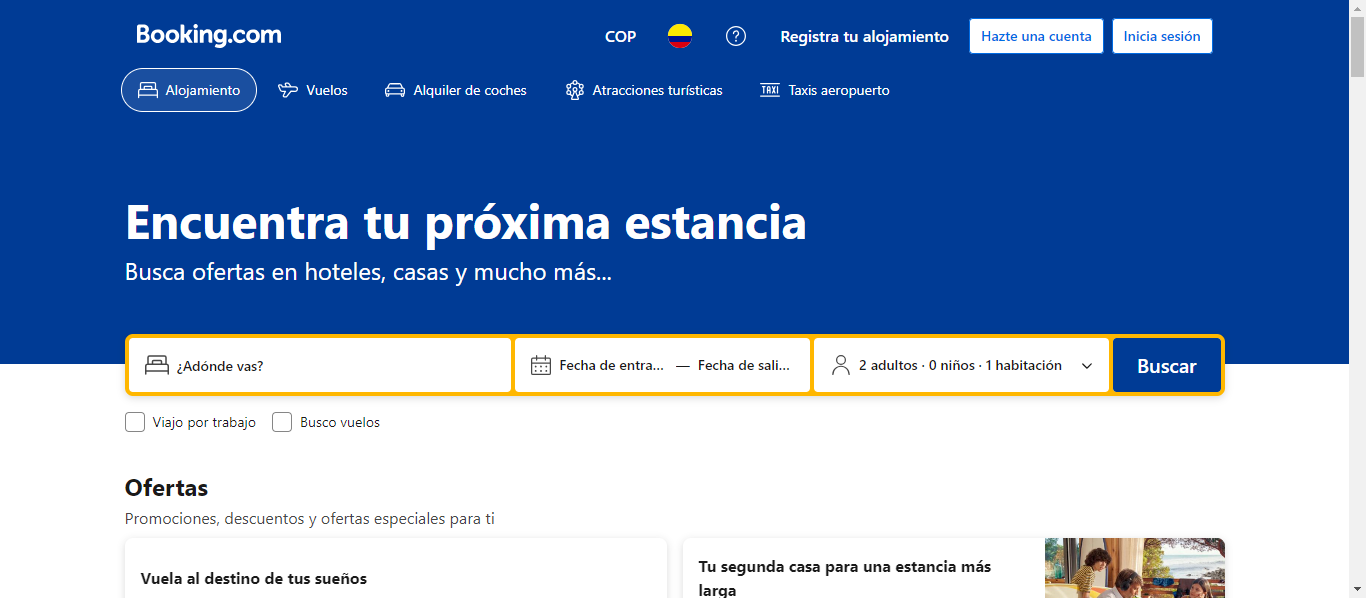 Booking.com
COP
Registra tu alojamiento
Hazte una cuenta
Inicia sesión
Alojamiento
Vuelos
Alquiler de coches
Atracciones turísticas
TAXI
Taxis aeropuerto
Encuentra tu próxima estancia
Busca ofertas en hoteles, casas y mucho más...
¿Adónde vas?
Fecha de entra... — Fecha de sali...
2 adultos · 0 niños · 1 habitación
Buscar
Viajo por trabajo
Busco vuelos
Ofertas
Promociones, descuentos y ofertas especiales para ti
Vuela al destino de tus sueños
Tu segunda casa para una estancia más
larga